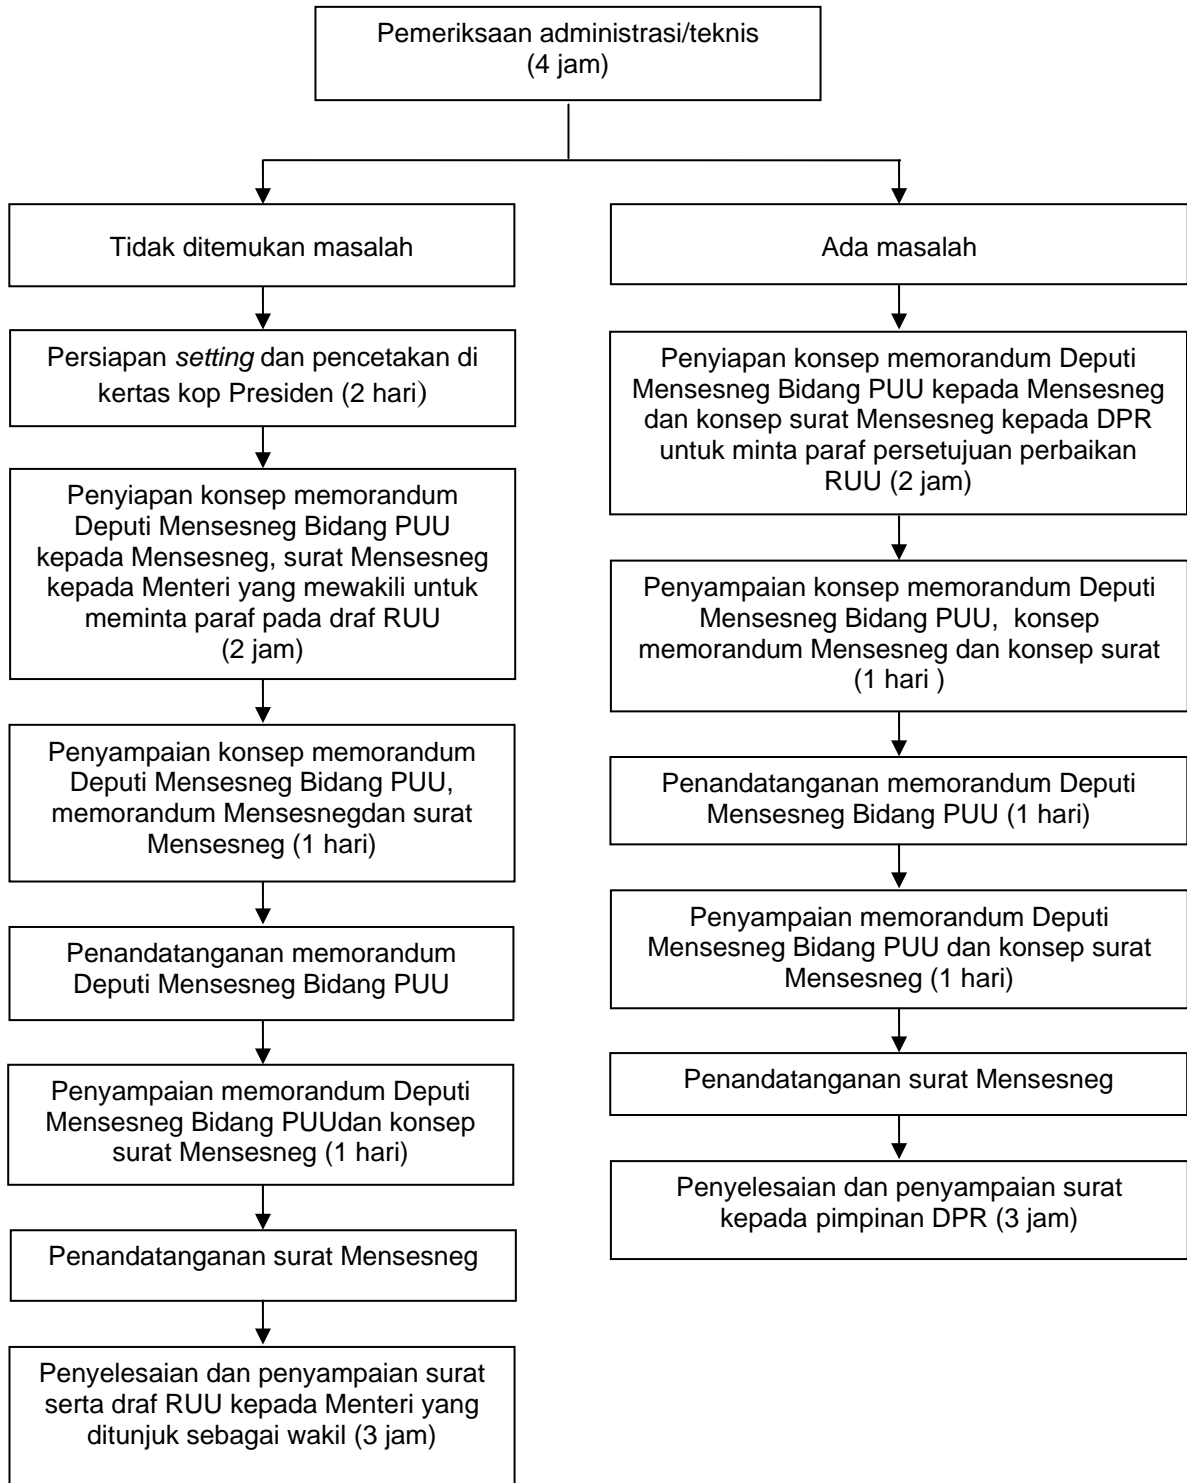 Pemeriksaan administrasi/teknis
(4 jam)
Tidak ditemukan masalah
Persiapan setting dan pencetakan di
kertas kop Presiden (2 hari)
Penyiapan konsep memorandum
Deputi Mensesneg Bidang PUU
kepada Mensesneg, surat Mensesneg
kepada Menteri yang mewakili untuk
meminta paraf pada draf RUU
(2 jam)
Penyampaian konsep memorandum
Deputi Mensesneg Bidang PUU,
memorandum Mensesnegdan surat
Mensesneg (1 hari)
Penandatanganan memorandum
Deputi Mensesneg Bidang PUU
Penyampaian memorandum Deputi
Mensesneg Bidang PUUdan konsep
surat Mensesneg (1 hari)
Penandatanganan surat Mensesneg
Penyelesaian dan penyampaian surat
serta draf RUU kepada Menteri yang
ditunjuk sebagai wakil (3 jam)
Ada masalah
Penyiapan konsep memorandum Deputi
Mensesneg Bidang PUU kepada Mensesneg
dan konsep surat Mensesneg kepada DPR
untuk minta paraf persetujuan perbaikan
RUU (2 jam)
Penyampaian konsep memorandum Deputi
Mensesneg Bidang PUU, konsep
memorandum Mensesneg dan konsep surat
(1 hari )
Penandatanganan memorandum Deputi
Mensesneg Bidang PUU (1 hari)
Penyampaian memorandum Deputi
Mensesneg Bidang PUU dan konsep surat
Mensesneg (1 hari)
Penandatanganan surat Mensesneg
Penyelesaian dan penyampaian surat
kepada pimpinan DPR (3 jam)